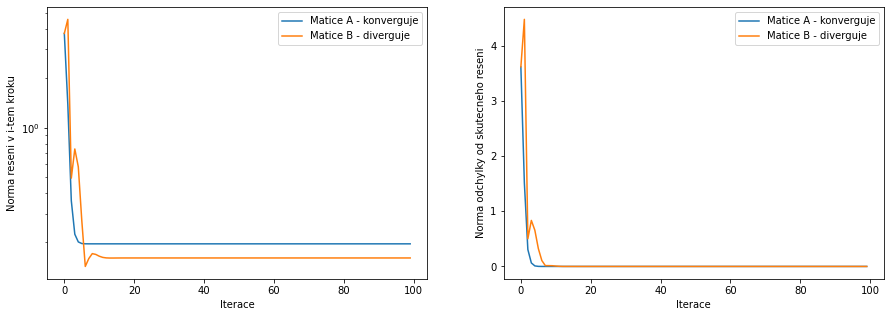 Norma reseni v i-tem kroku
10⁰
0
20
40
60
80
100
Iterace
Matice A - konverguje
Matice B - diverguje
Norma odchylky od skutecneho reseni
4
3
2
1
0
0
20
40
60
80
100
Iterace
Matice A - konverguje
Matice B - diverguje